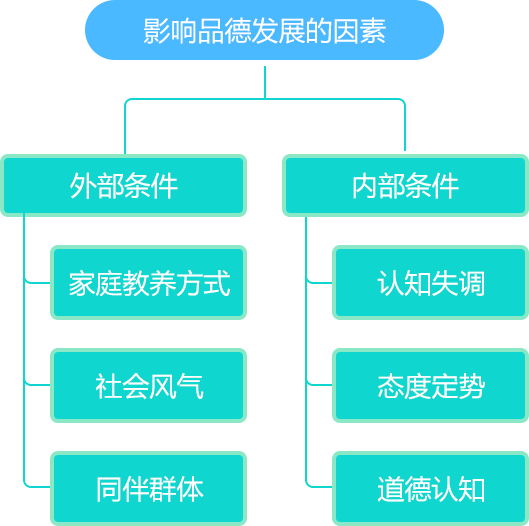 影响品德发展的因素
外部条件
家庭教养方式
社会风气
同伴群体
内部条件
认知失调
态度定势
道德认知